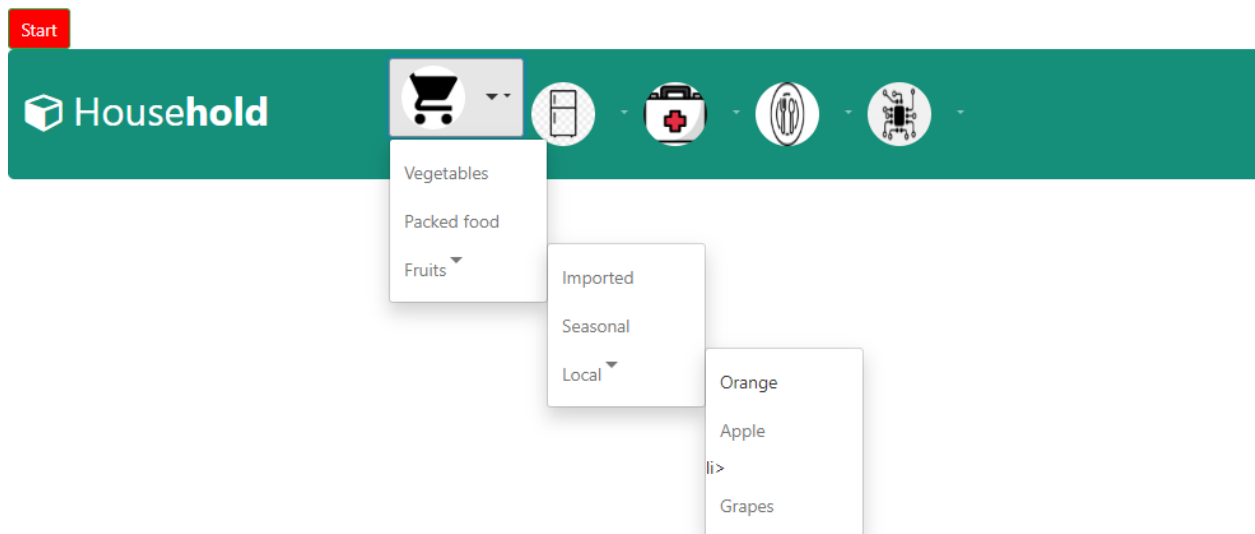 Start
Household
Vegetables
Packed food
Fruits
Imported
Seasonal
Local
Orange
Apple
li>
Grapes